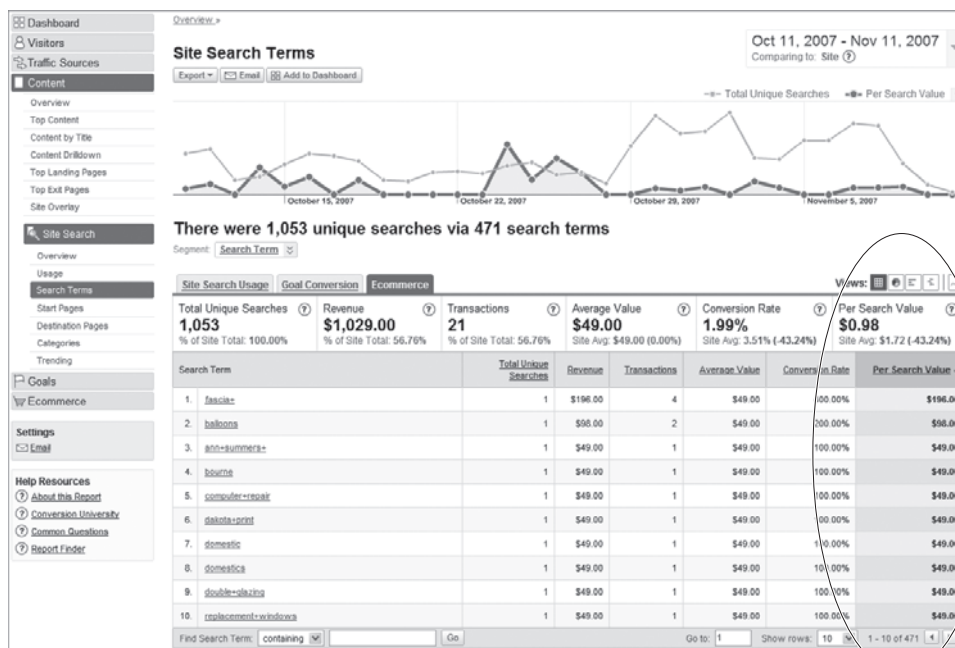 Dashboard
Visitors
Traffic Sources
Content
Overview
Top Content
Content by Title
Content Drilldown
Top Landing Pages
Top Exit Pages
Site Overlay
Site Search
Overview
Usage
Search Terms
Start Pages
Destination Pages
Categories
Trending
Goals
Ecommerce
Settings
Email
Help Resources
About this Report
Conversion University
Common Questions
Report Finder
Overview »
Site Search Terms
Oct 11, 2007 - Nov 11, 2007
Comparing to: Site
Export Email Add to Dashboard
Total Unique Searches Per Search Value
October 15, 2007 October 22, 2007 October 29, 2007 November 5, 2007
There were 1,053 unique searches via 471 search terms
Segment: Search Term
Site Search Usage Goal Conversion Ecommerce Views:
Total Unique Searches Revenue Transactions Average Value Conversion Rate Per Search Value
1,053 $1,029.00 21 $49.00 1.99% $0.98
% of Site Total: 100.00% % of Site Total: 56.76% % of Site Total: 56.76% Site Avg: $49.00 (0.00%) Site Avg: 3.51% (-43.24%) Site Avg: $1.72 (-43.24%)
Search Term Total Unique Searches Revenue Transactions Average Value Conversion Rate Per Search Value
1. fascia+ 1 $196.00 4 $49.00 400.00% $196.00
2. balloons 1 $98.00 2 $49.00 200.00% $98.00
3. ann+summers+ 1 $49.00 1 $49.00 100.00% $49.00
4. bourne 1 $49.00 1 $49.00 100.00% $49.00
5. computer+repair 1 $49.00 1 $49.00 100.00% $49.00
6. dakota+print 1 $49.00 1 $49.00 100.00% $49.00
7. domestic 1 $49.00 1 $49.00 100.00% $49.00
8. domestics 1 $49.00 1 $49.00 100.00% $49.00
9. double+glazing 1 $49.00 1 $49.00 100.00% $49.00
10. replacement+windows 1 $49.00 1 $49.00 100.00% $49.00
Find Search Term: containing Go Go to: 1 Show rows: 10 1 - 10 of 471